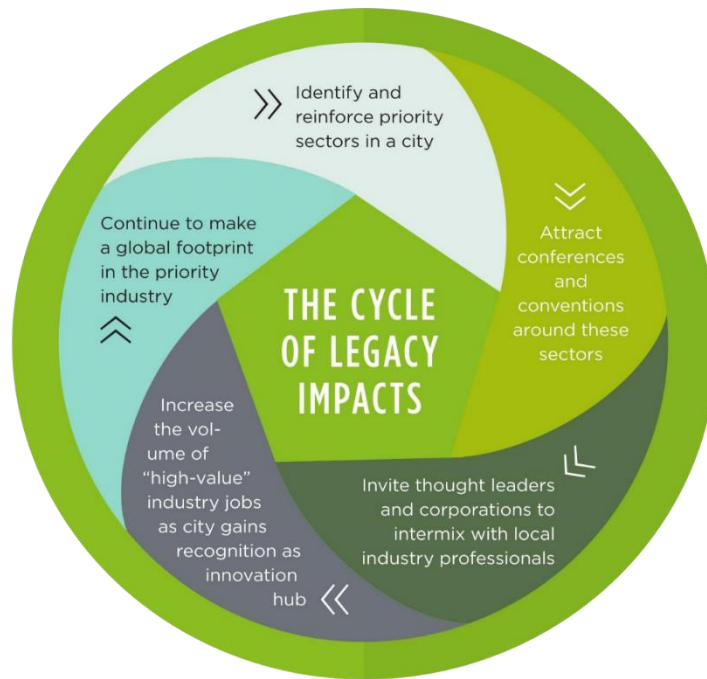 Identify and
reinforce priority
sectors in a city
Attract
conferences
and
conventions
around these
sectors
Invite thought leaders
and corporations to
intermix with local
industry professionals
Increase
the vol-
ume of
“high-value”
industry jobs
as city gains
recognition as
innovation
hub
Continue to make
a global footprint
in the priority
industry
THE CYCLE
OF LEGACY
IMPACTS